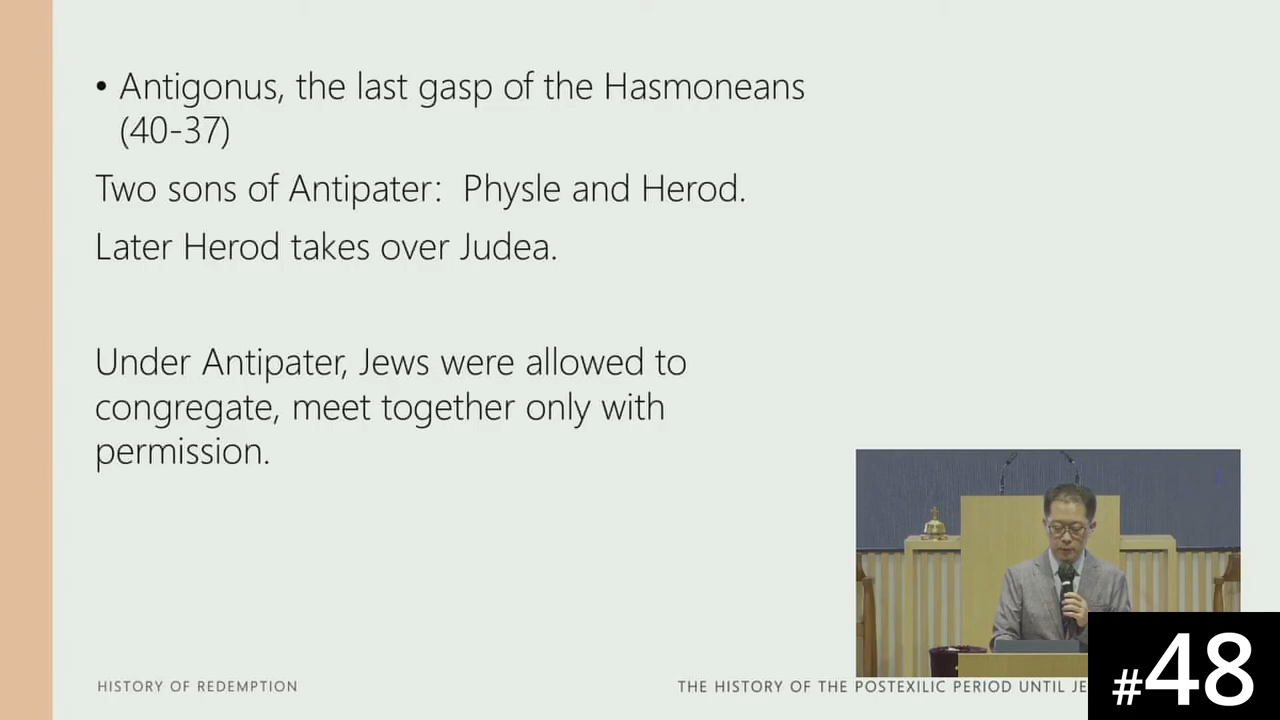 • Antigonus, the last gasp of the Hasmoneans
(40-37)
Two sons of Antipater:  Physle and Herod.
Later Herod takes over Judea.
Under Antipater, Jews were allowed to
congregate, meet together only with
permission.
HISTORY OF REDEMPTION
THE HISTORY OF THE POSTEXILIC PERIOD UNTIL JE
#48